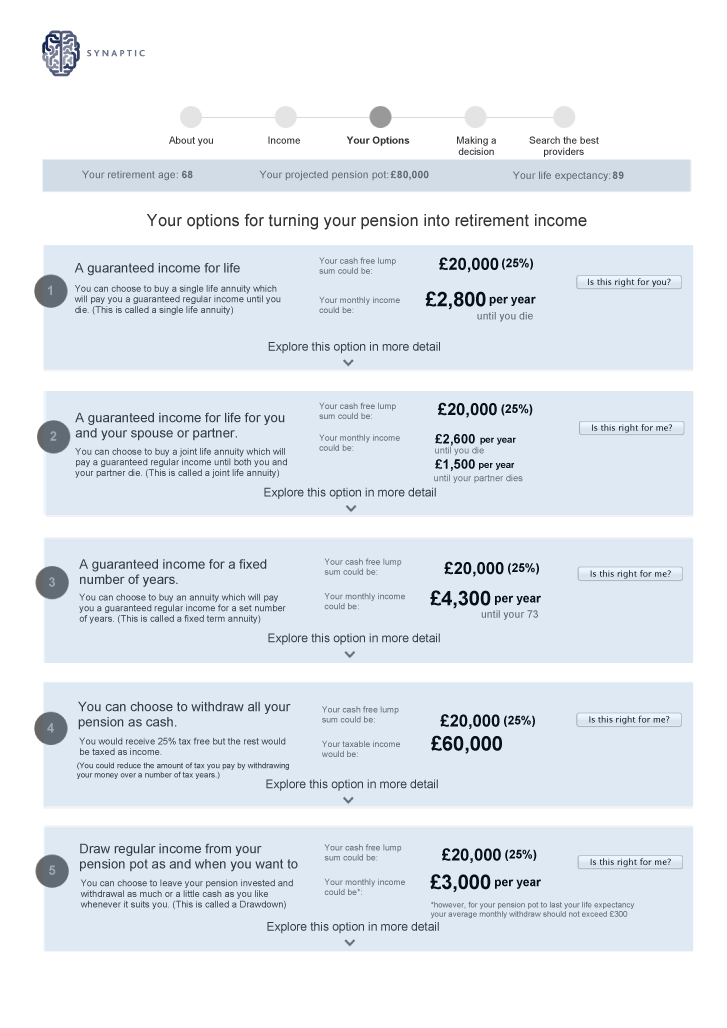 SYNAPTIC
About you
Income
Your Options
Making a
decision
Search the best
providers
Your retirement age: 68
Your projected pension pot: £80,000
Your life expectancy: 89
Your options for turning your pension into retirement income
1
A guaranteed income for life
You can choose to buy a single life annuity which
will pay you a guaranteed regular income until you
die. (This is called a single life annuity)
Your cash free lump
sum could be:
£20,000 (25%)
Your monthly income
could be:
£2,800 per year
until you die
Is this right for you?
Explore this option in more detail
2
A guaranteed income for life for you
and your spouse or partner.
You can choose to buy a joint life annuity which will
pay a guaranteed regular income until both you and
your partner die. (This is called a joint life annuity)
Your cash free lump
sum could be:
£20,000 (25%)
Your monthly income
could be:
£2,600 per year
until you die
£1,500 per year
until your partner dies
Is this right for me?
Explore this option in more detail
3
A guaranteed income for a fixed
number of years.
You can choose to buy an annuity which will pay
you a guaranteed regular income for a set number
of years. (This is called a fixed term annuity)
Your cash free lump
sum could be:
£20,000 (25%)
Your monthly income
could be:
£4,300 per year
until your 73
Is this right for me?
Explore this option in more detail
4
You can choose to withdraw all your
pension as cash.
You would receive 25% tax free but the rest would
be taxed as income.
(You could reduce the amount of tax you pay by withdrawing
your money over a number of tax years.)
Your cash free lump
sum could be:
£20,000 (25%)
Your taxable income
would be:
£60,000
Is this right for me?
Explore this option in more detail
5
Draw regular income from your
pension pot as and when you want to
You can choose to leave your pension invested and
withdrawal as much or a little cash as you like
whenever it suits you. (This is called a Drawdown)
Your cash free lump
sum could be:
£20,000 (25%)
Your monthly income
could be*:
£3,000 per year
*however, for your pension pot to last your life expectancy
your average monthly withdraw should not exceed £300
Is this right for me?
Explore this option in more detail